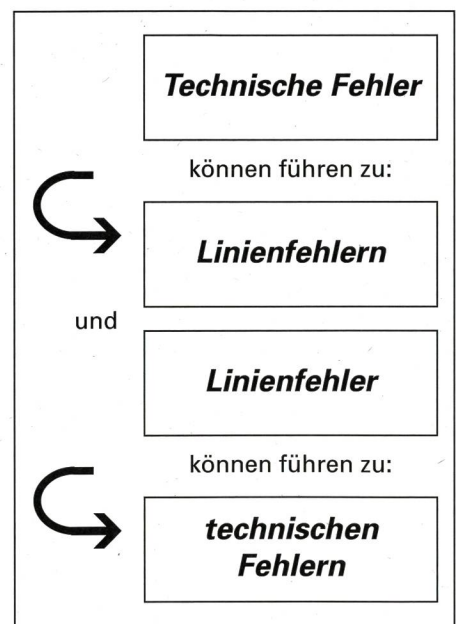 Technische Fehler
können führen zu:
Linienfehlern
und
Linienfehler
können führen zu:
technischen
Fehlern